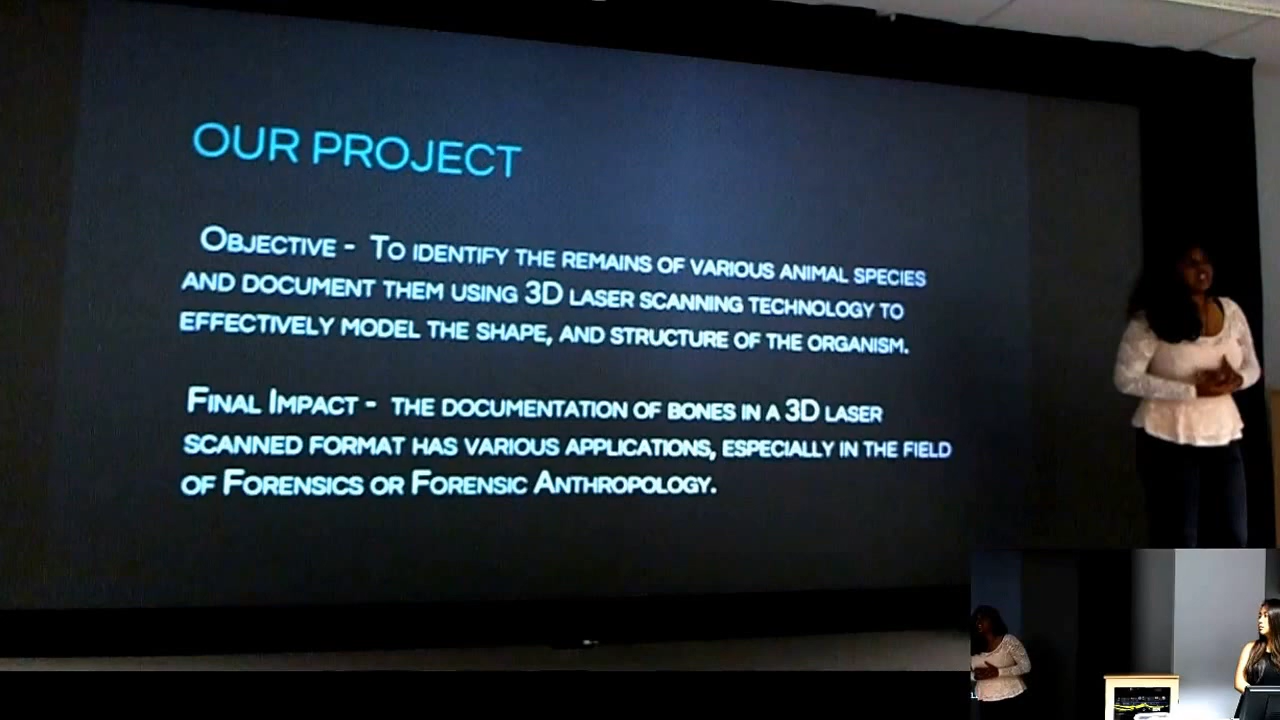 OUR PROJECT
OBJECTIVE - TO IDENTIFY THE REMAINS OF VARIOUS ANIMAL SPECIES
AND DOCUMENT THEM USING 3D LASER SCANNING TECHNOLOGY TO
EFFECTIVELY MODEL THE SHAPE, AND STRUCTURE OF THE ORGANISM.
FINAL IMPACT - THE DOCUMENTATION OF BONES IN A 3D LASER
SCANNED FORMAT HAS VARIOUS APPLICATIONS, ESPECIALLY IN THE FIELD
OF FORENSICS OR FORENSIC ANTHROPOLOGY.